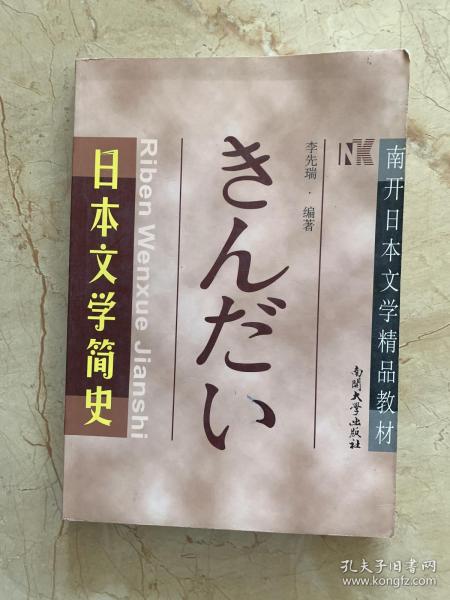 南开日本文学精品教材
NK
李先瑞·编著
南開大学出版社
きんだい
Riben Wenxue Jianshi
日本文学简史
孔夫子旧书网
www.kongfz.com